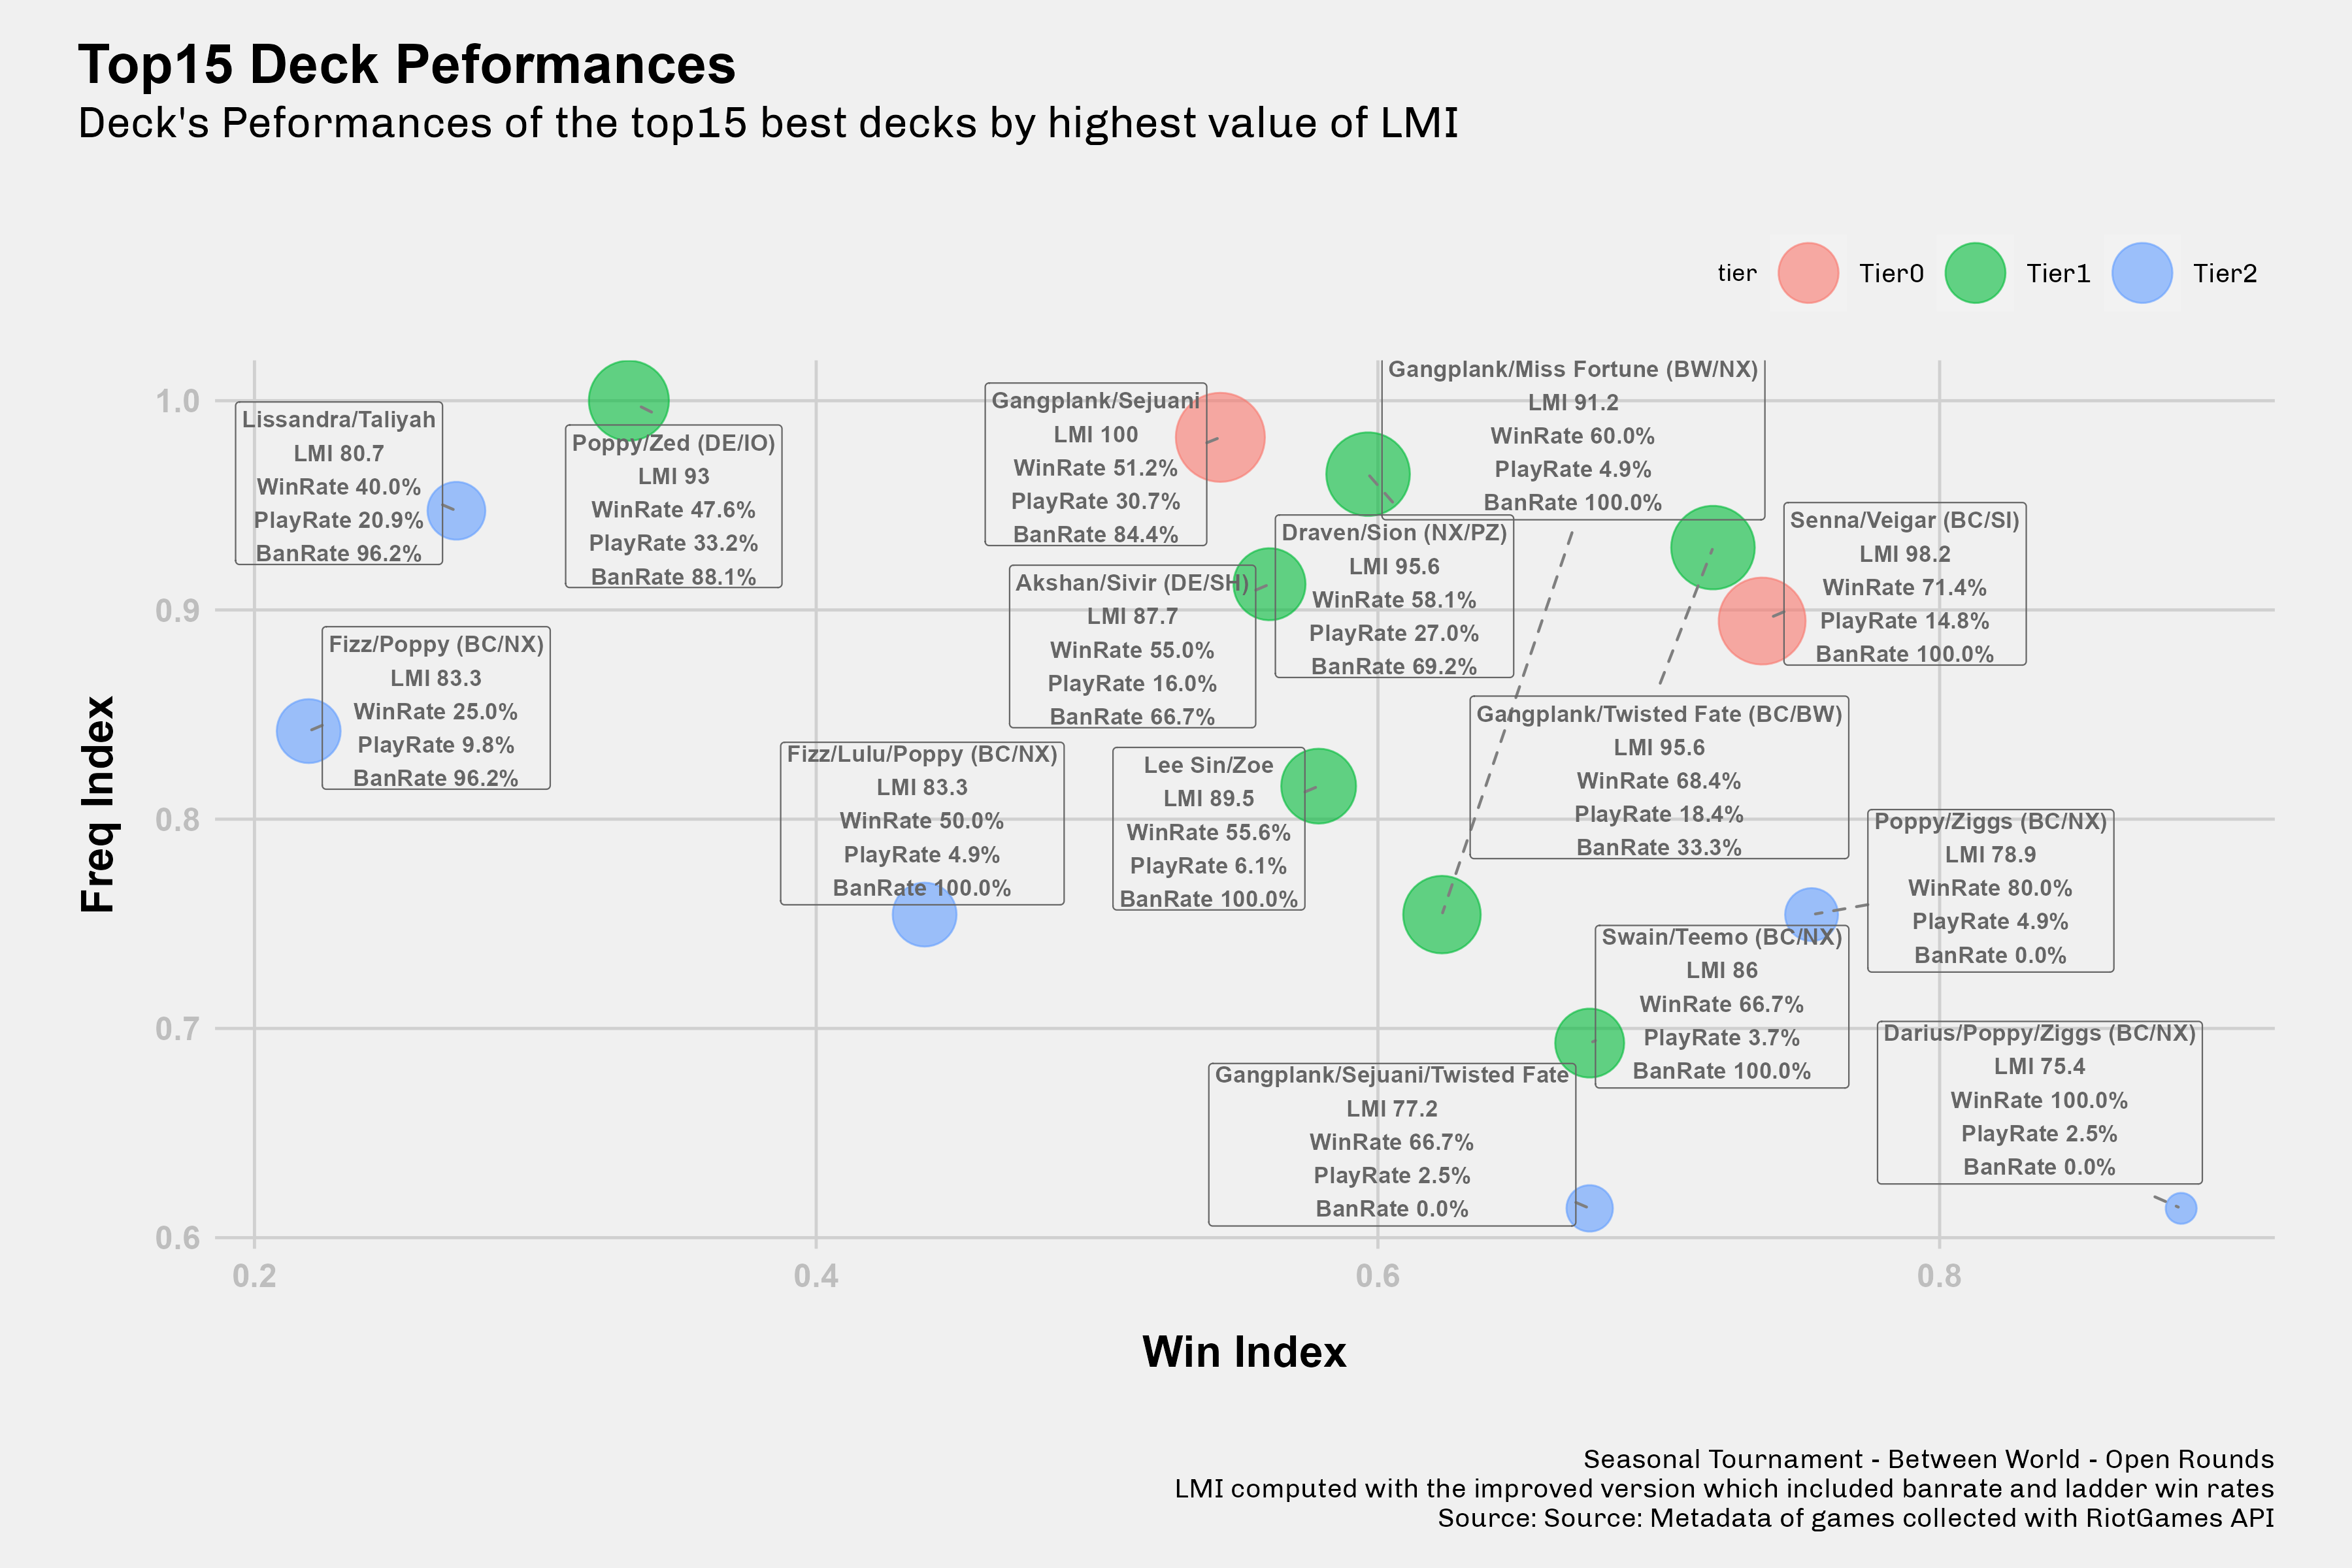 Top15 Deck Peformances
Deck's Peformances of the top15 best decks by highest value of LMI
tier
Tier0
Tier1
Tier2
Freq Index
1.0
0.9
0.8
0.7
0.6
Lissandra/Taliyah
LMI 80.7
WinRate 40.0%
PlayRate 20.9%
BanRate 96.2%
Poppy/Zed (DE/IO)
LMI 93
WinRate 47.6%
PlayRate 33.2%
BanRate 88.1%
Gangplank/Sejuani
LMI 100
WinRate 51.2%
PlayRate 30.7%
BanRate 84.4%
Gangplank/Miss Fortune (BW/NX)
LMI 91.2
WinRate 60.0%
PlayRate 4.9%
BanRate 100.0%
Senna/Veigar (BC/SI)
LMI 98.2
WinRate 71.4%
PlayRate 14.8%
BanRate 100.0%
Draven/Sion (NX/PZ)
LMI 95.6
WinRate 58.1%
PlayRate 27.0%
BanRate 69.2%
Akshan/Sivir (DE/SH)
LMI 87.7
WinRate 55.0%
PlayRate 16.0%
BanRate 66.7%
Fizz/Poppy (BC/NX)
LMI 83.3
WinRate 25.0%
PlayRate 9.8%
BanRate 96.2%
Fizz/Lulu/Poppy (BC/NX)
LMI 83.3
WinRate 50.0%
PlayRate 4.9%
BanRate 100.0%
Lee Sin/Zoe
LMI 89.5
WinRate 55.6%
PlayRate 6.1%
BanRate 100.0%
Gangplank/Twisted Fate (BC/BW)
LMI 95.6
WinRate 68.4%
PlayRate 18.4%
BanRate 33.3%
Poppy/Ziggs (BC/NX)
LMI 78.9
WinRate 80.0%
PlayRate 4.9%
BanRate 0.0%
Swain/Teemo (BC/NX)
LMI 86
WinRate 66.7%
PlayRate 3.7%
BanRate 100.0%
Darius/Poppy/Ziggs (BC/NX)
LMI 75.4
WinRate 100.0%
PlayRate 2.5%
BanRate 0.0%
Gangplank/Sejuani/Twisted Fate
LMI 77.2
WinRate 66.7%
PlayRate 2.5%
BanRate 0.0%
0.2
0.4
0.6
0.8
Win Index
Seasonal Tournament - Between World - Open Rounds
LMI computed with the improved version which included banrate and ladder win rates
Source: Source: Metadata of games collected with RiotGames API